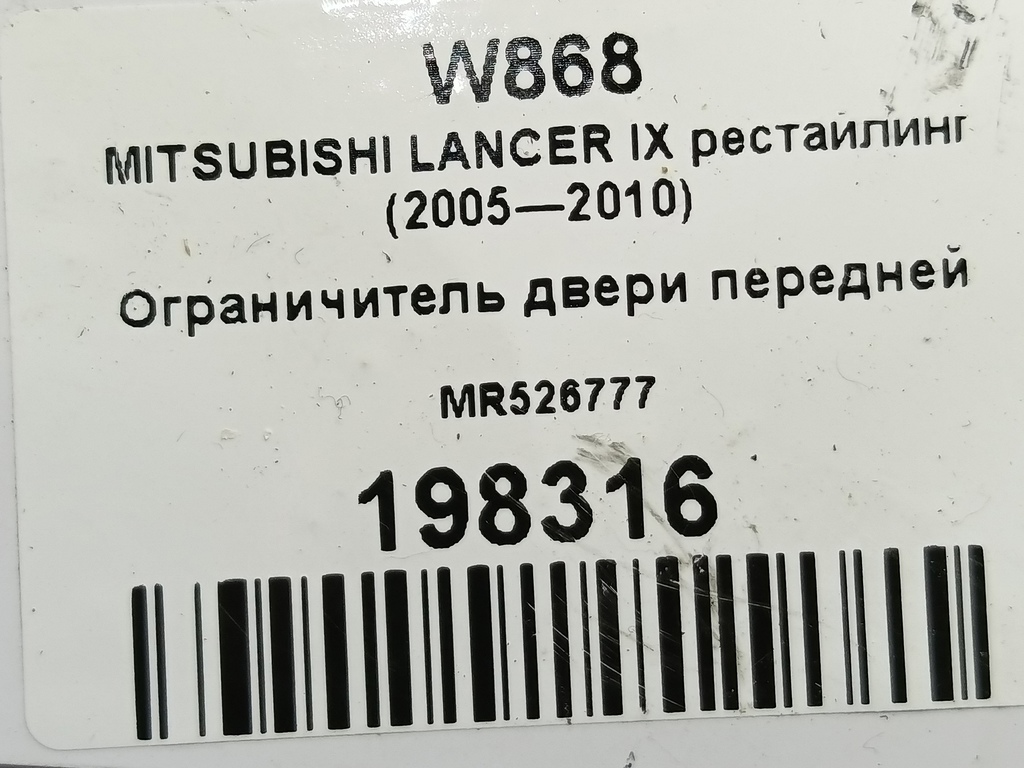 W868
MITSUBISHI LANCER IX рестайлинг
(2005—2010)
Ограничитель двери передней
MR526777
198316